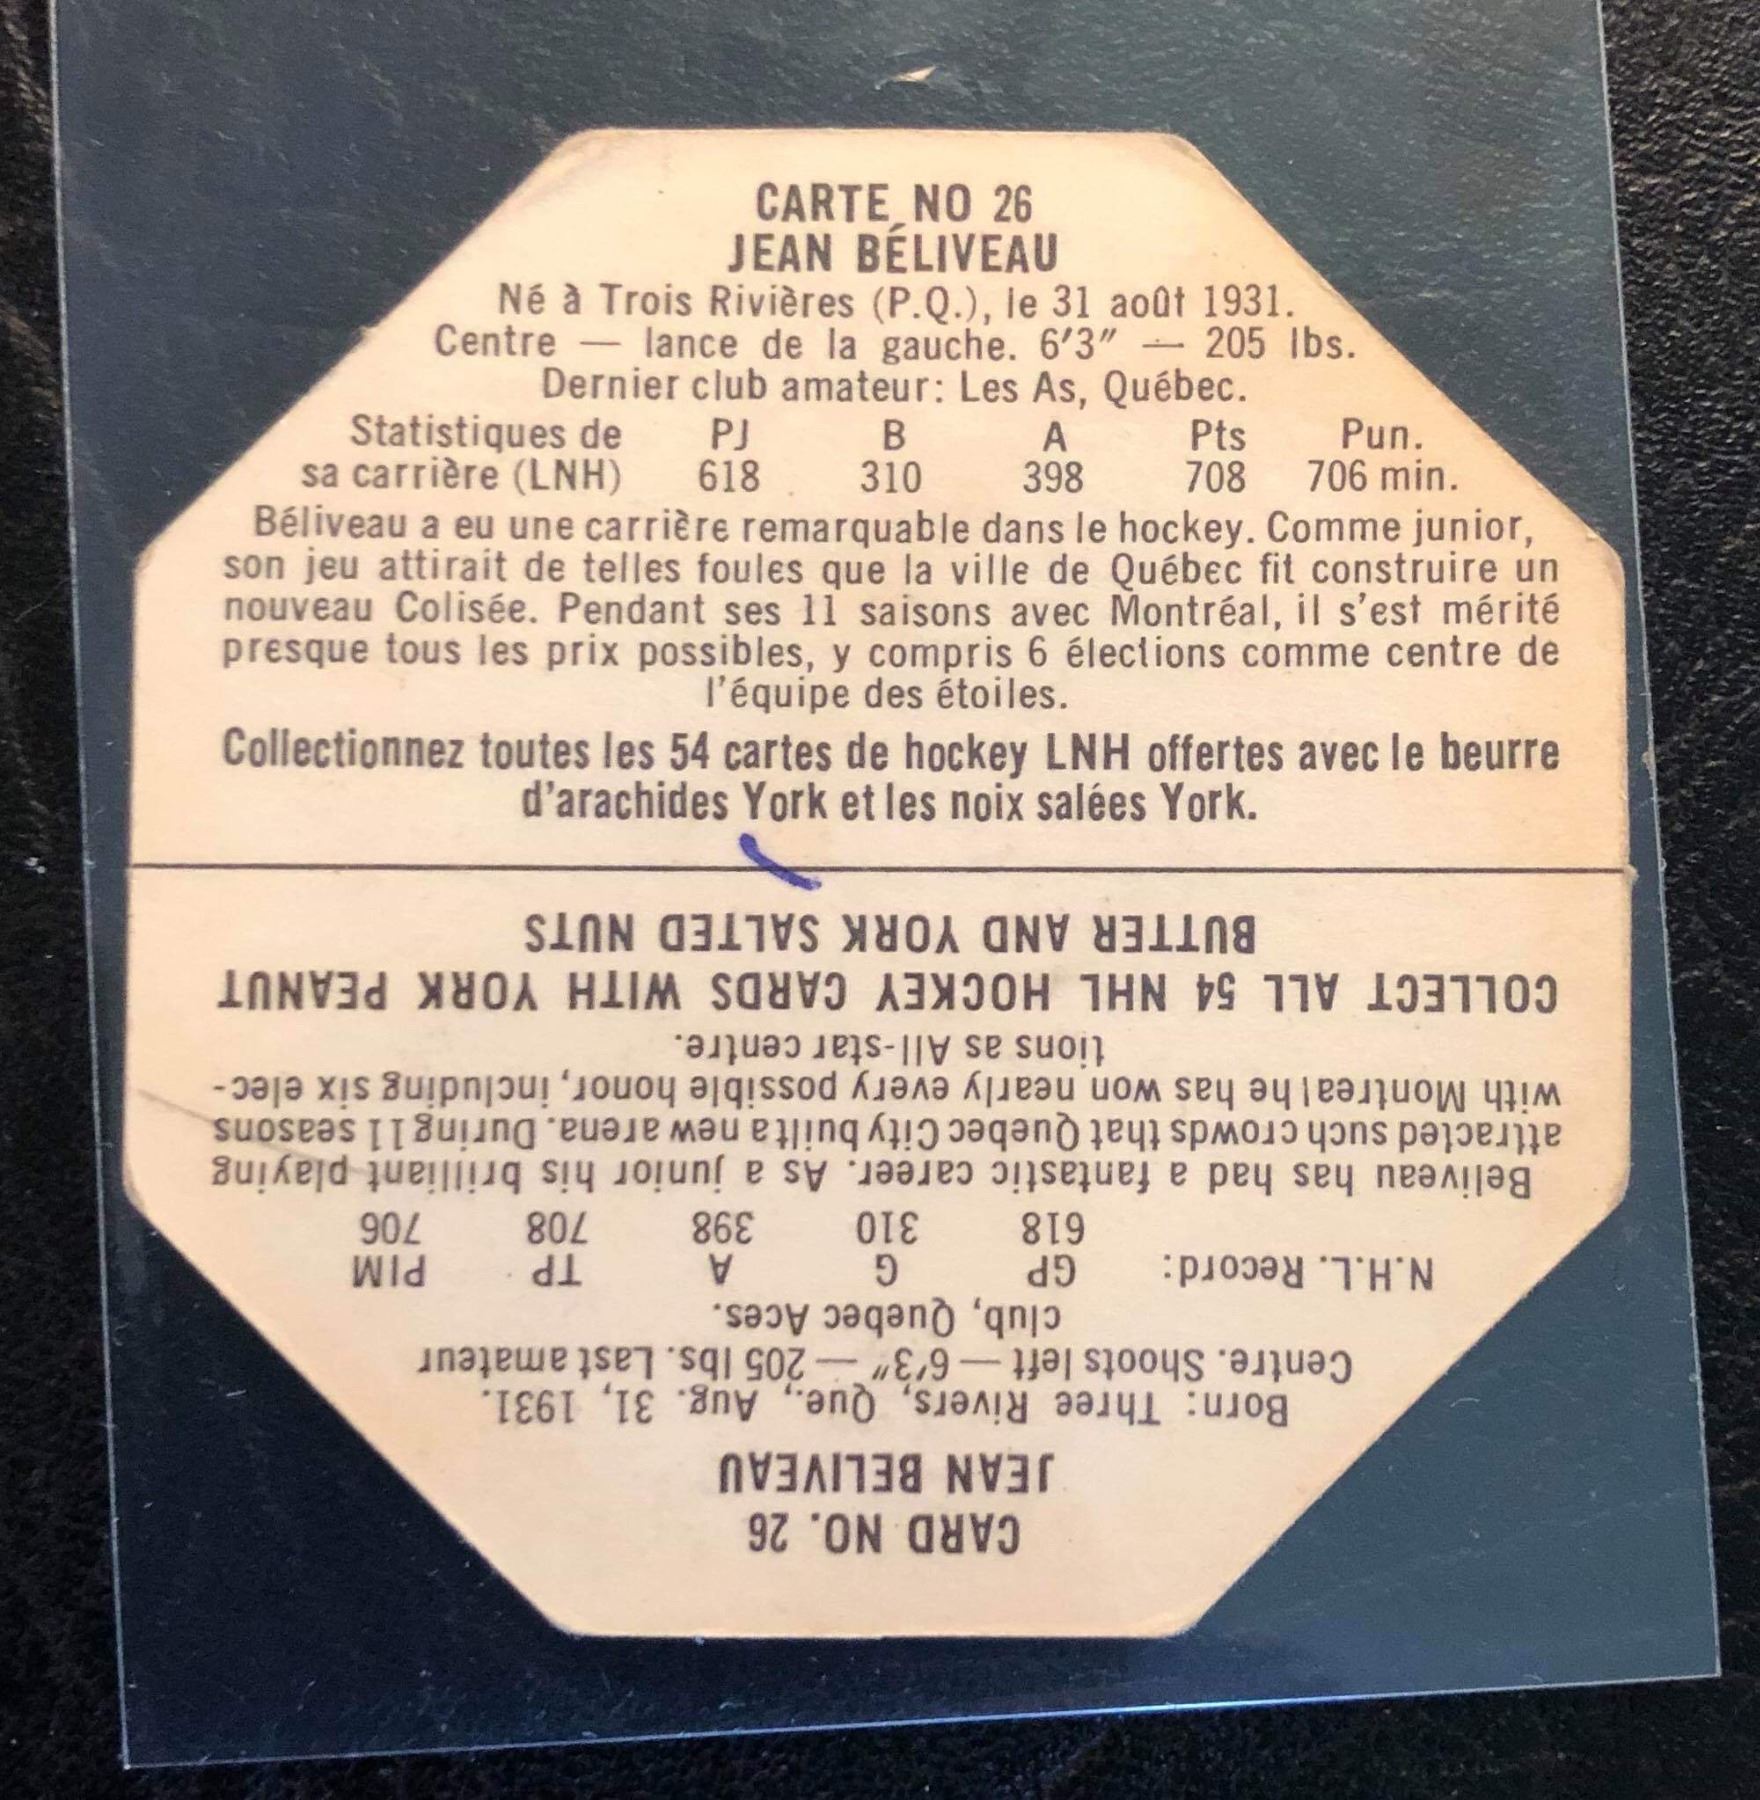 CARTE NO 26
JEAN BÉLIVEAU
Né à Trois Rivières (P.Q.), le 31 août 1931.
Centre — lance de la gauche. 6'3" — 205 lbs.
Dernier club amateur: Les As, Québec.
Statistiques de PJ B A Pts Pun.
sa carrière (LNH) 618 310 398 708 706 min.
Béliveau a eu une carrière remarquable dans le hockey. Comme junior,
son jeu attirait de telles foules que la ville de Québec fit construire un
nouveau Colisée. Pendant ses 11 saisons avec Montréal, il s'est mérité
presque tous les prix possibles, y compris 6 élections comme centre de
l'équipe des étoiles.
Collectionnez toutes les 54 cartes de hockey LNH offertes avec le beurre
d'arachides York et les noix salées York.
CARD NO. 26
JEAN BELIVEAU
Born: Three Rivers, Que., Aug. 31, 1931.
Centre. Shoots left — 6'3" — 205 lbs. Last amateur
club, Quebec Aces.
N.H.L. Record: GP G A TP PIM
618 310 398 708 706
Beliveau has had a fantastic career. As a junior his brilliant playing
attracted such crowds that Quebec City built a new arena. During 11 seasons
with Montreal he has won nearly every possible honor, including six elec-
tions as All-star centre.
COLLECT ALL 54 NHL HOCKEY CARDS WITH YORK PEANUT
BUTTER AND YORK SALTED NUTS